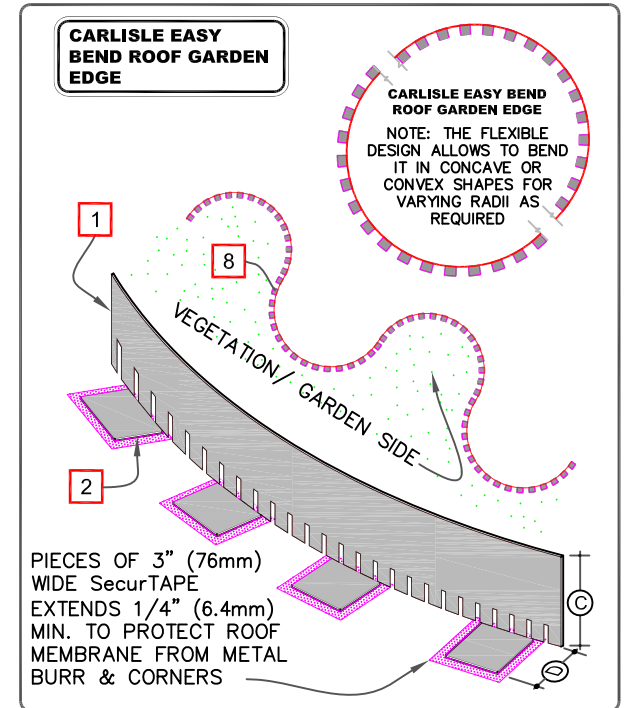 CARLISLE EASY
BEND ROOF GARDEN
EDGE
CARLISLE EASY BEND
ROOF GARDEN EDGE
NOTE: THE FLEXIBLE
DESIGN ALLOWS TO BEND
IT IN CONCAVE OR
CONVEX SHAPES FOR
VARYING RADII AS
REQUIRED
1
8
VEGETATION/ GARDEN SIDE
2
PIECES OF 3" (76mm)
WIDE SecurTAPE
EXTENDS 1/4" (6.4mm)
MIN. TO PROTECT ROOF
MEMBRANE FROM METAL
BURR & CORNERS
C
D